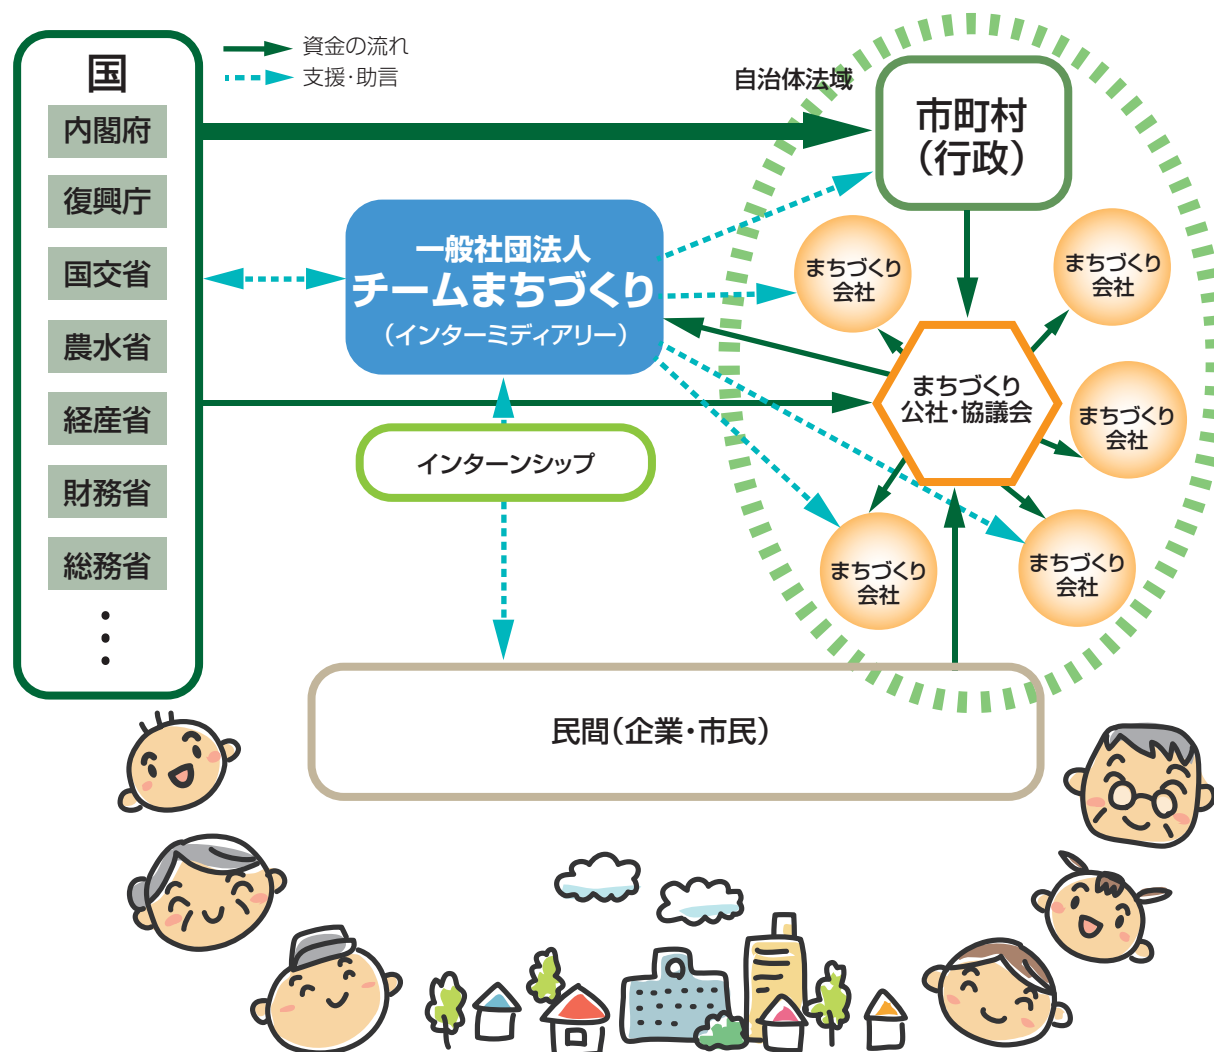 資金の流れ
支援・助言
国
内閣府
復興庁
国交省
農水省
経産省
財務省
総務省
一般社団法人
チームまちづくり
（インターミディアリー）
インターンシップ
自治体法域
市町村
（行政）
まちづくり
会社
まちづくり
会社
まちづくり
公社・協議会
まちづくり
会社
まちづくり
会社
まちづくり
会社
民間（企業・市民）